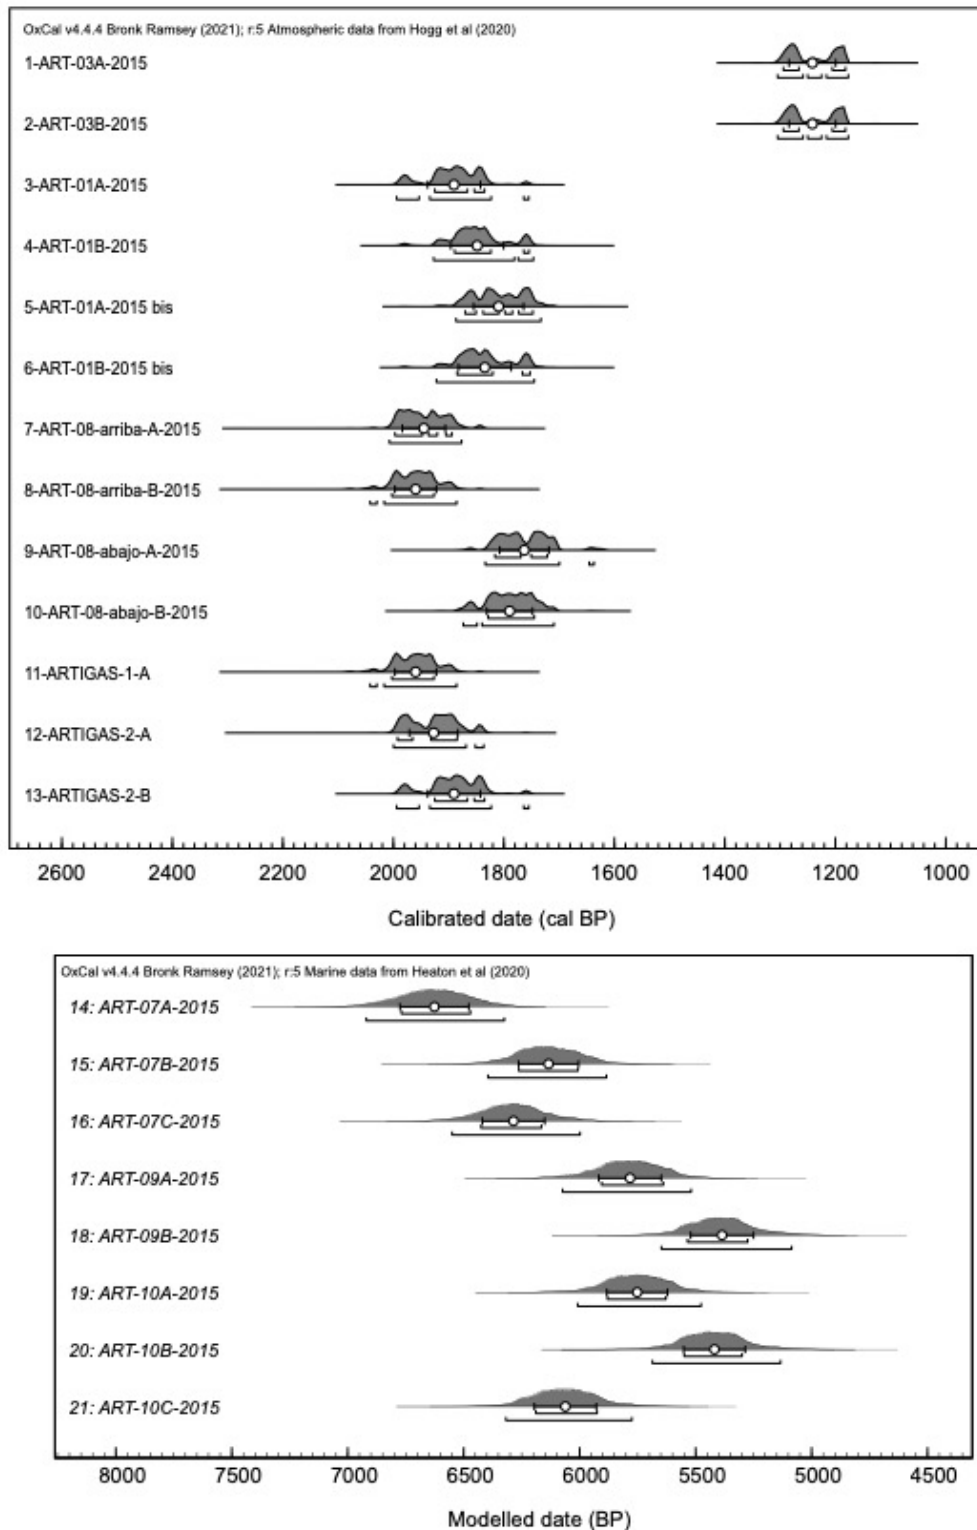 OxCal v4.4.4 Bronk Ramsey (2021); r:5 Atmospheric data from Hogg et al (2020)
1-ART-03A-2015
2-ART-03B-2015
3-ART-01A-2015
4-ART-01B-2015
5-ART-01A-2015 bis
6-ART-01B-2015 bis
7-ART-08-arriba-A-2015
8-ART-08-arriba-B-2015
9-ART-08-abajo-A-2015
10-ART-08-abajo-B-2015
11-ARTIGAS-1-A
12-ARTIGAS-2-A
13-ARTIGAS-2-B
2600 2400 2200 2000 1800 1600 1400 1200 1000
Calibrated date (cal BP)
OxCal v4.4.4 Bronk Ramsey (2021); r:5 Marine data from Heaton et al (2020)
14: ART-07A-2015
15: ART-07B-2015
16: ART-07C-2015
17: ART-09A-2015
18: ART-09B-2015
19: ART-10A-2015
20: ART-10B-2015
21: ART-10C-2015
8000 7500 7000 6500 6000 5500 5000 4500
Modelled date (BP)